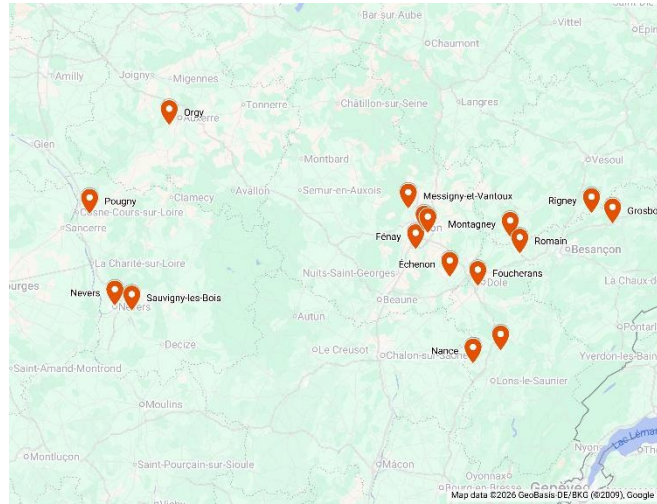 Bar-sur-Aube
Vittel
Épin
Chaumont
Amilly
Joigny
Migennes
Langres
Tonnerre
Châtillon-sur-Seine
Orgy
Auxerre
Gien
Montbard
Vesoul
Pougny
Clamecy
Avallon
Semur-en-Auxois
Messigny-et-Vantoux
Rigney
Grosbo
Cosne-Cours-sur-Loire
Sancerre
Montagney
Fénay
Romain
Besançon
La Charité-sur-Loire
Échenon
Foucherans
Nuits-Saint-Georges
Dole
La Chaux-d
ourges
Nevers
Sauvigny-les-Bois
Nevers
Beaune
Autun
Pontarl
Decize
Le Creusot
Nance
Chalon-sur-Saône
Yverdon-les-Bain
Saint-Amand-Montrond
Lons-le-Saunier
Moulins
Lac Léma
Nyon
Montluçon
Saint-Pourçain-sur-Sioule
Mâcon
Oyonnax
Bourg-en-Bresse
Genève
Map data ©2026 GeoBasis-DE/BKG (©2009), Google